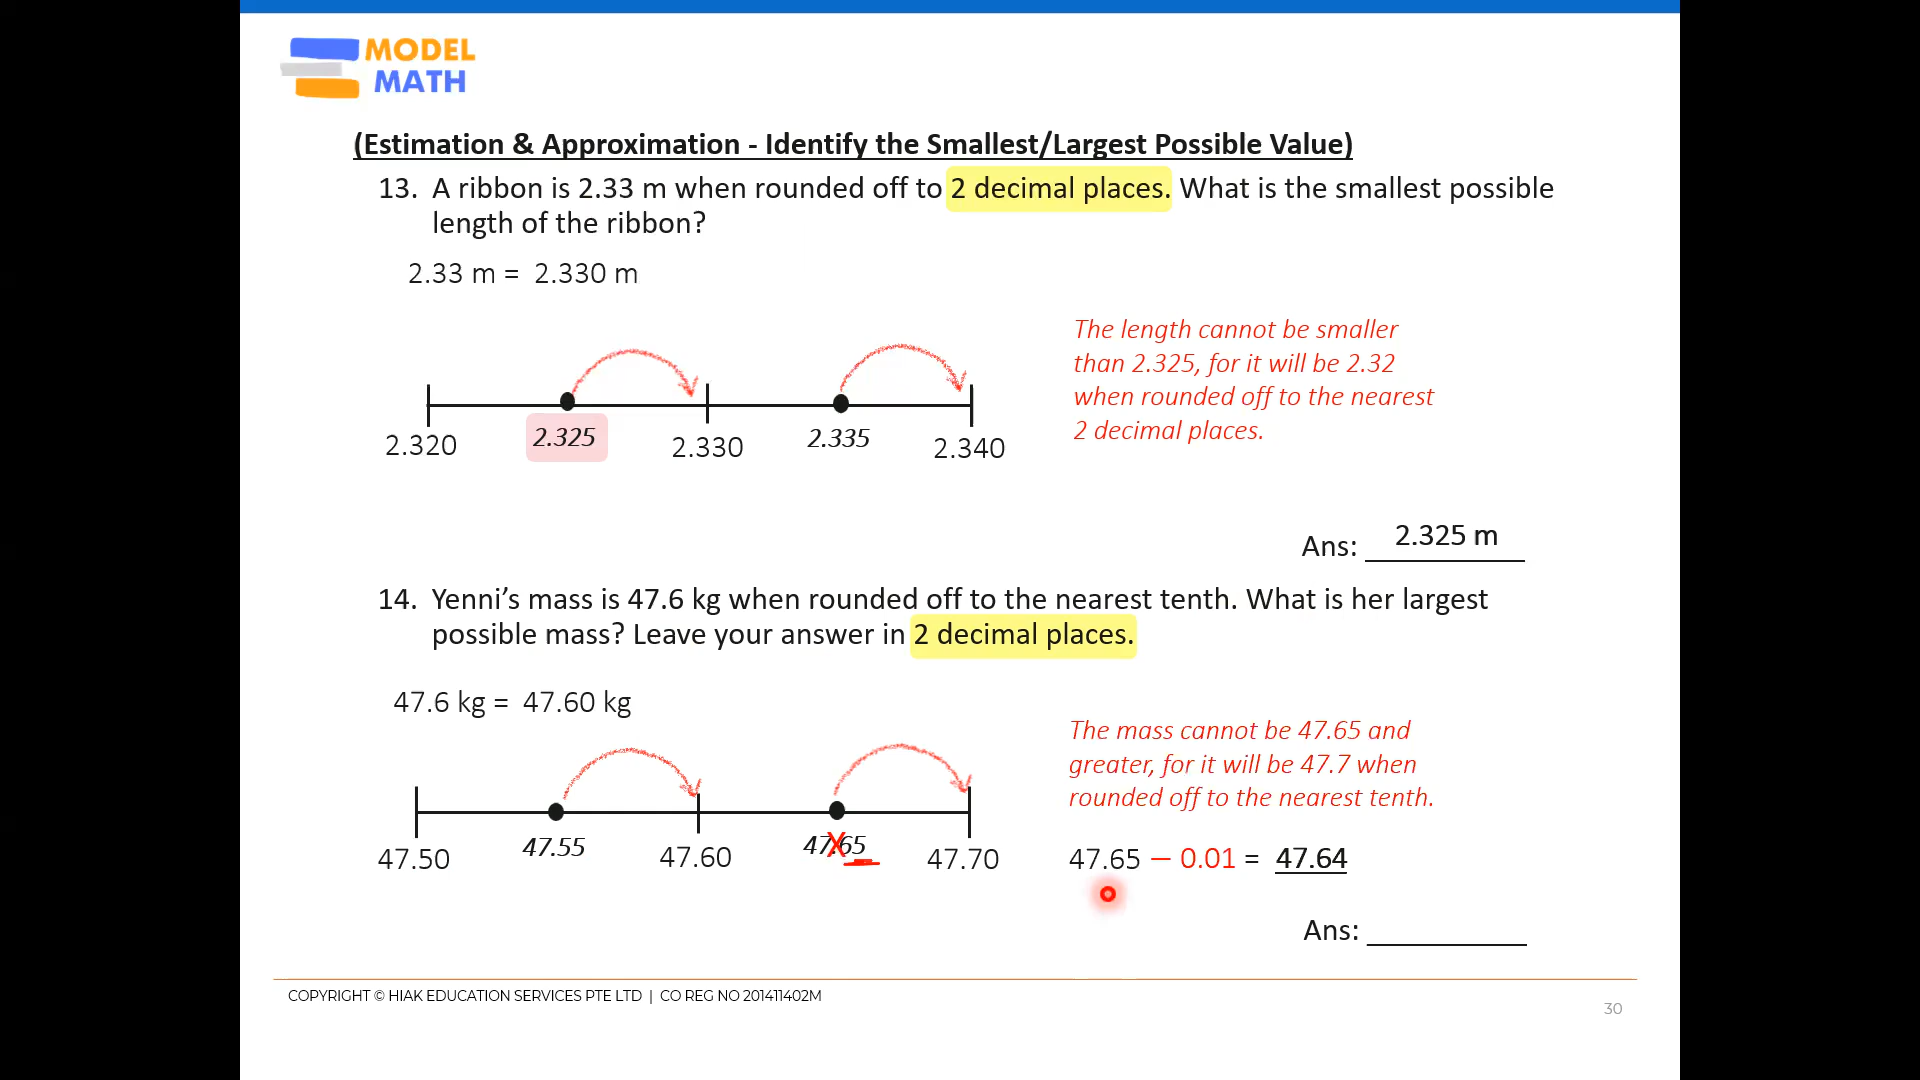 MODEL
MATH
(Estimation & Approximation - Identify the Smallest/Largest Possible Value)
13. A ribbon is 2.33 m when rounded off to 2 decimal places. What is the smallest possible
length of the ribbon?
2.33 m = 2.330 m
The length cannot be smaller
than 2.325, for it will be 2.32
when rounded off to the nearest
2 decimal places.
2.320 2.325 2.330 2.335 2.340
Ans: 2.325 m
14. Yenni’s mass is 47.6 kg when rounded off to the nearest tenth. What is her largest
possible mass? Leave your answer in 2 decimal places.
47.6 kg = 47.60 kg
The mass cannot be 47.65 and
greater, for it will be 47.7 when
rounded off to the nearest tenth.
47.50 47.55 47.60 47.65 47.70
X
47.65 – 0.01 = 47.64
Ans:
COPYRIGHT © HIAK EDUCATION SERVICES PTE LTD | CO REG NO 201411402M
30